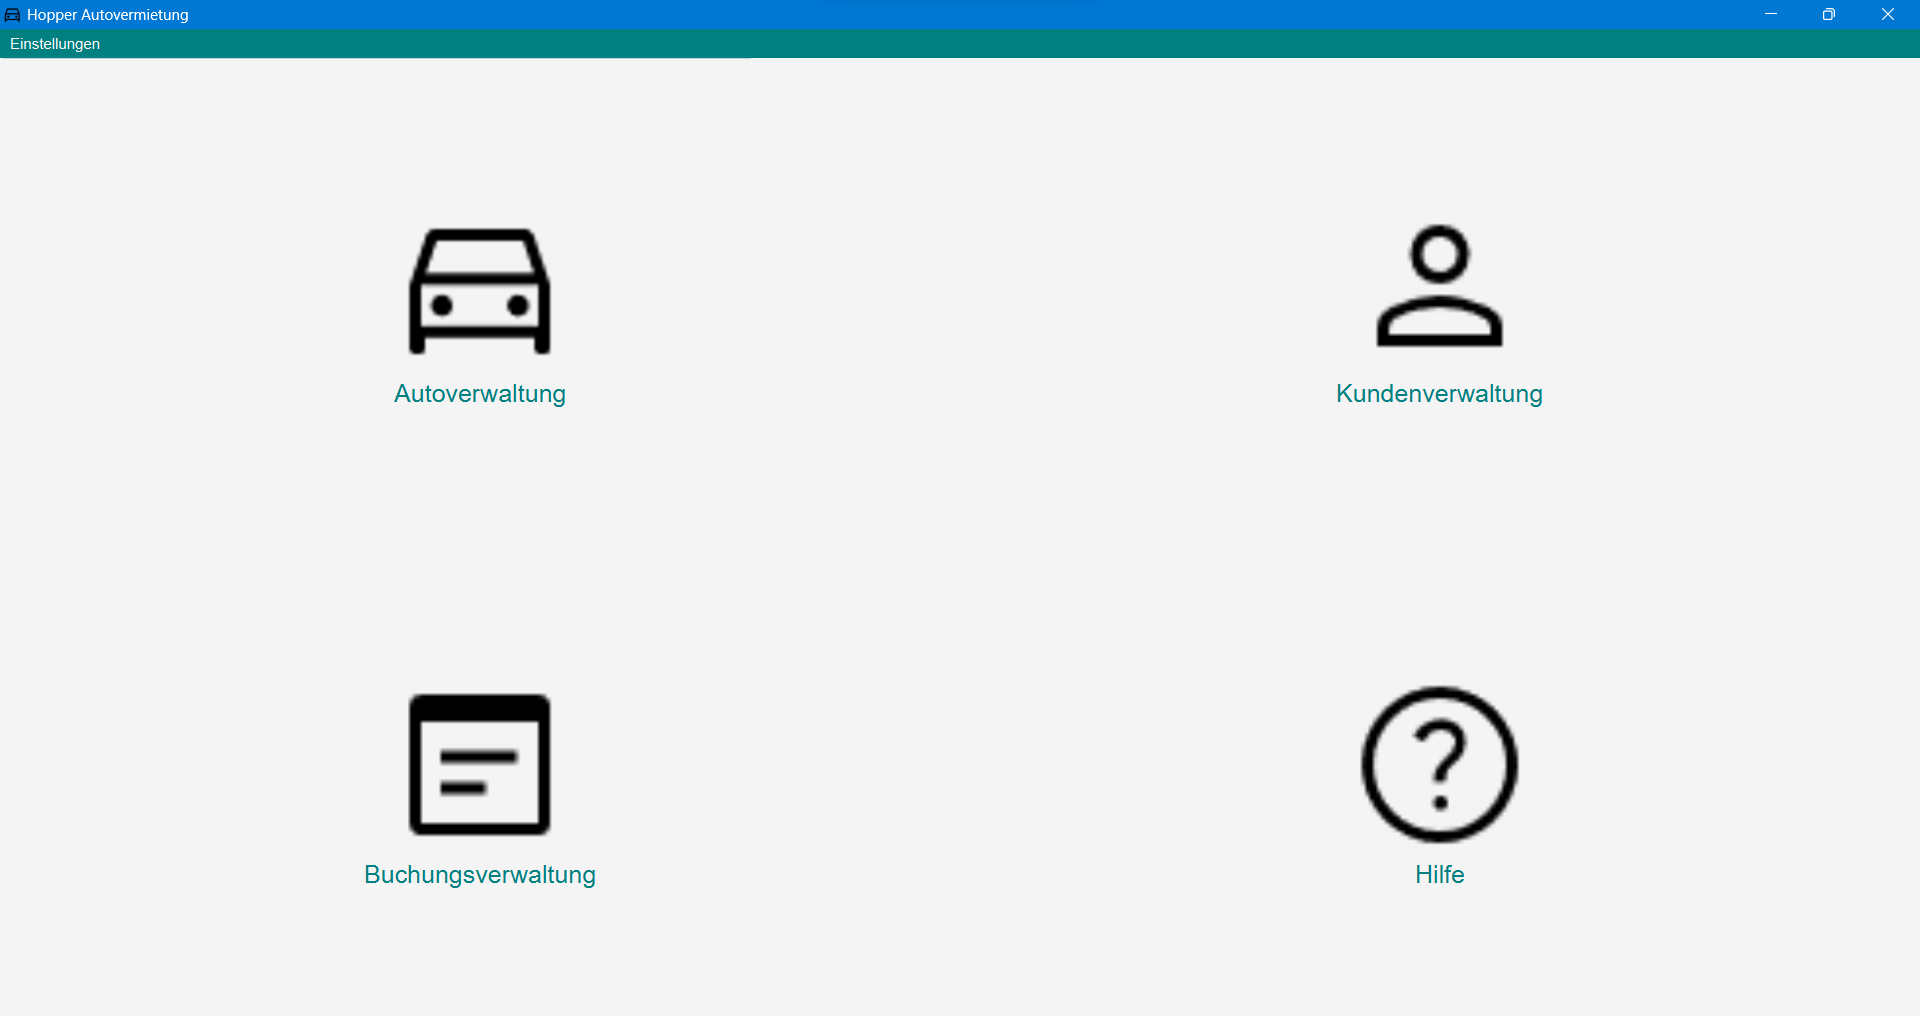 Hopper Autovermietung
Einstellungen
Autoverwaltung
Kundenverwaltung
Buchungsverwaltung
Hilfe